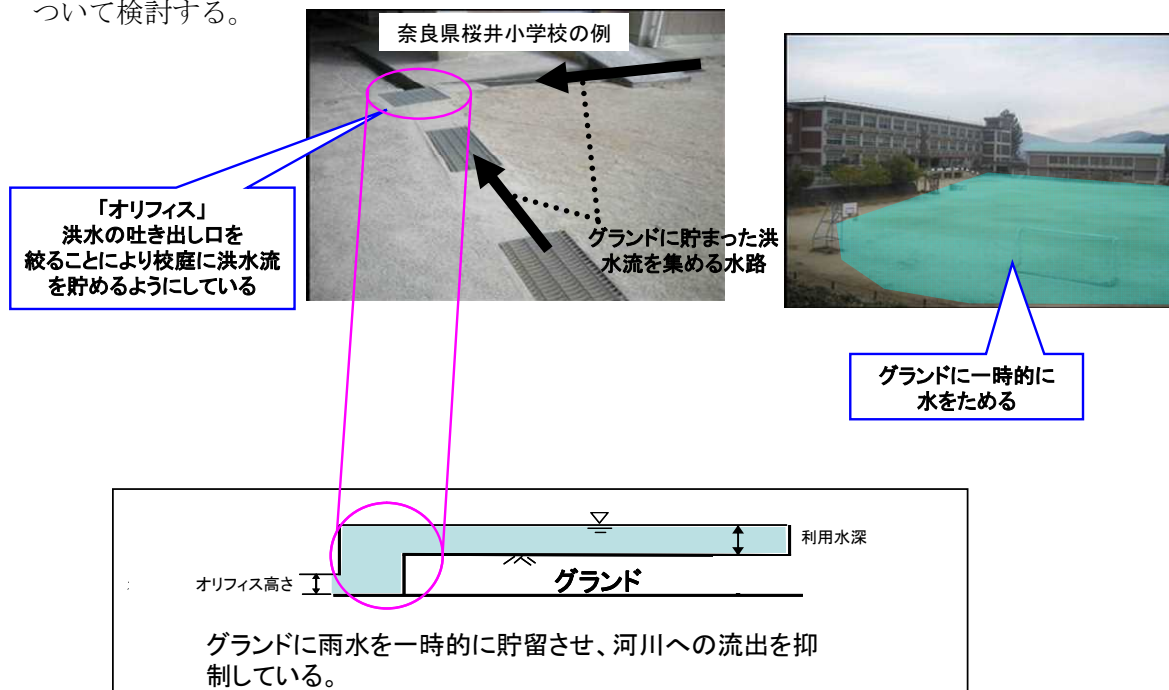 ついて検討する。
奈良県桜井小学校の例
「オリフィス」
洪水の吐き出し口を
絞ることにより校庭に洪水流
を貯めるようにしている
グランドに貯まった洪
水流を集める水路
グランドに一時的に
水をためる
利用水深
オリフィス高さ
グランド
グランドに雨水を一時的に貯留させ、河川への流出を抑
制している。